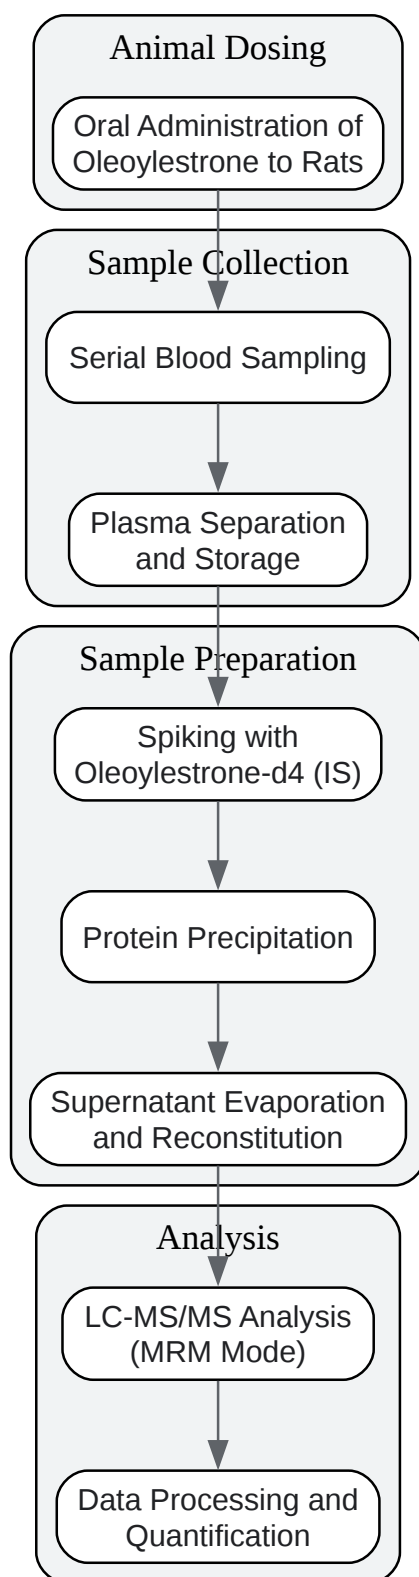 Animal Dosing
Oral Administration of
Oleoylestrone to Rats
Sample Collection
Serial Blood Sampling
Plasma Separation
and Storage
Sample Preparation
Spiking with
Oleoylestrone-d4 (IS)
Protein Precipitation
Supernatant Evaporation
and Reconstitution
Analysis
LC-MS/MS Analysis
(MRM Mode)
Data Processing and
Quantification